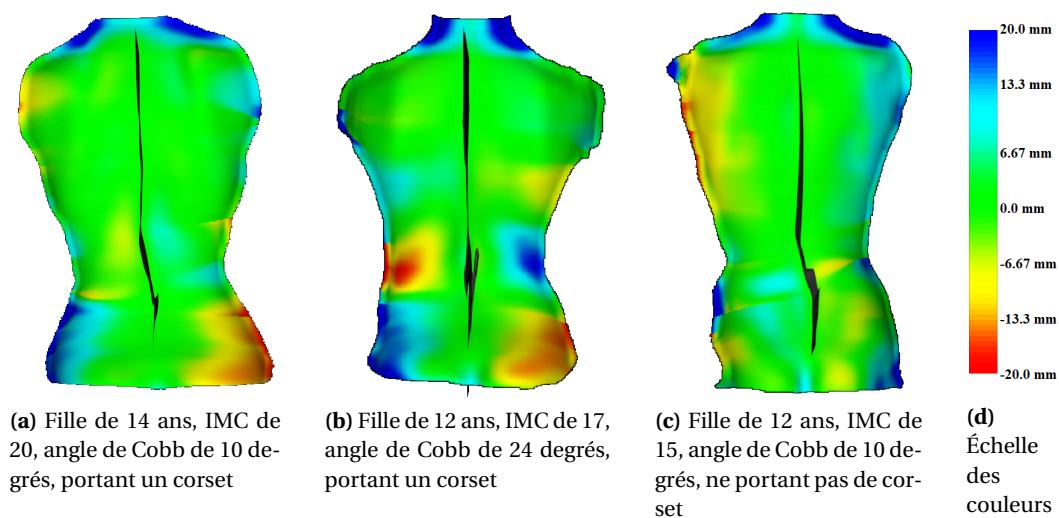 20.0 mm
13.3 mm
6.67 mm
0.0 mm
-6.67 mm
-13.3 mm
-20.0 mm
(a) Fille de 14 ans, IMC de
20, angle de Cobb de 10 de-
grés, portant un corset
(b) Fille de 12 ans, IMC de 17,
angle de Cobb de 24 degrés,
portant un corset
(c) Fille de 12 ans, IMC de
15, angle de Cobb de 10 de-
grés, ne portant pas de cor-
set
(d)
Échelle
des
couleurs